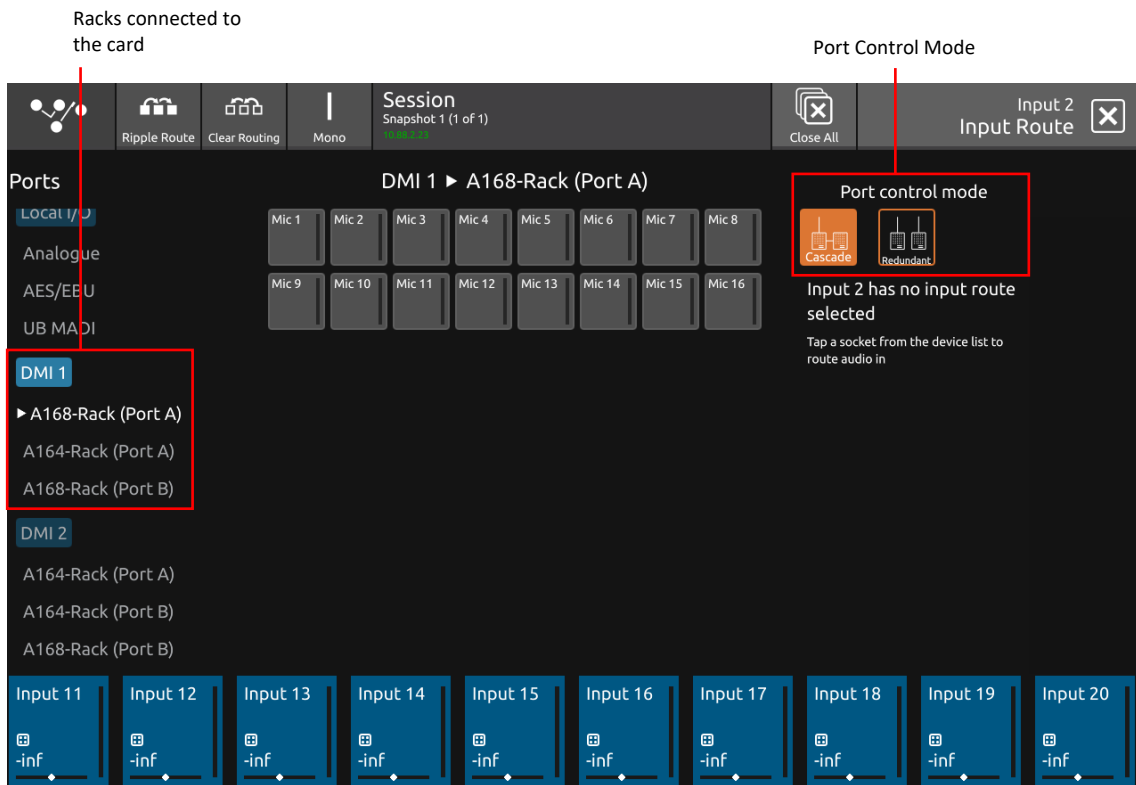 Racks connected to
the card
Port Control Mode
Ripple Route
Clear Routing
Mono
Session
Snapshot 1 (1 of 1)
10.88.2.23
Close All
Input 2
Input Route
Ports
Local I/O
Analogue
AES/EBU
UB MADI
DMI 1
▶ A168-Rack (Port A)
A164-Rack (Port A)
A168-Rack (Port B)
DMI 2
A164-Rack (Port A)
A164-Rack (Port B)
A168-Rack (Port B)
DMI 1 ▶ A168-Rack (Port A)
Mic 1 Mic 2 Mic 3 Mic 4 Mic 5 Mic 6 Mic 7 Mic 8
Mic 9 Mic 10 Mic 11 Mic 12 Mic 13 Mic 14 Mic 15 Mic 16
Port control mode
Cascade
Redundant
Input 2 has no input route
selected
Tap a socket from the device list to
route audio in
Input 11 Input 12 Input 13 Input 14 Input 15 Input 16 Input 17 Input 18 Input 19 Input 20
-inf -inf -inf -inf -inf -inf -inf -inf -inf -inf